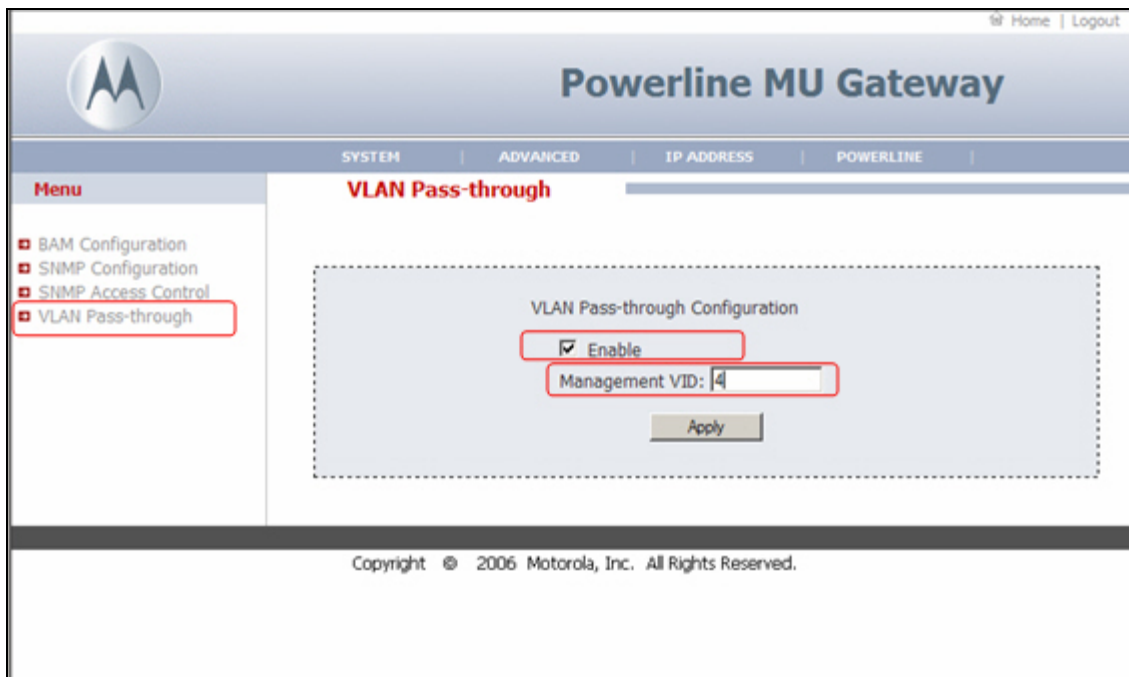 Home | Logout
Powerline MU Gateway
SYSTEM | ADVANCED | IP ADDRESS | POWERLINE |
Menu
VLAN Pass-through
BAM Configuration
SNMP Configuration
SNMP Access Control
VLAN Pass-through
VLAN Pass-through Configuration
Enable
Management VID: 4
Apply
Copyright © 2006 Motorola, Inc. All Rights Reserved.